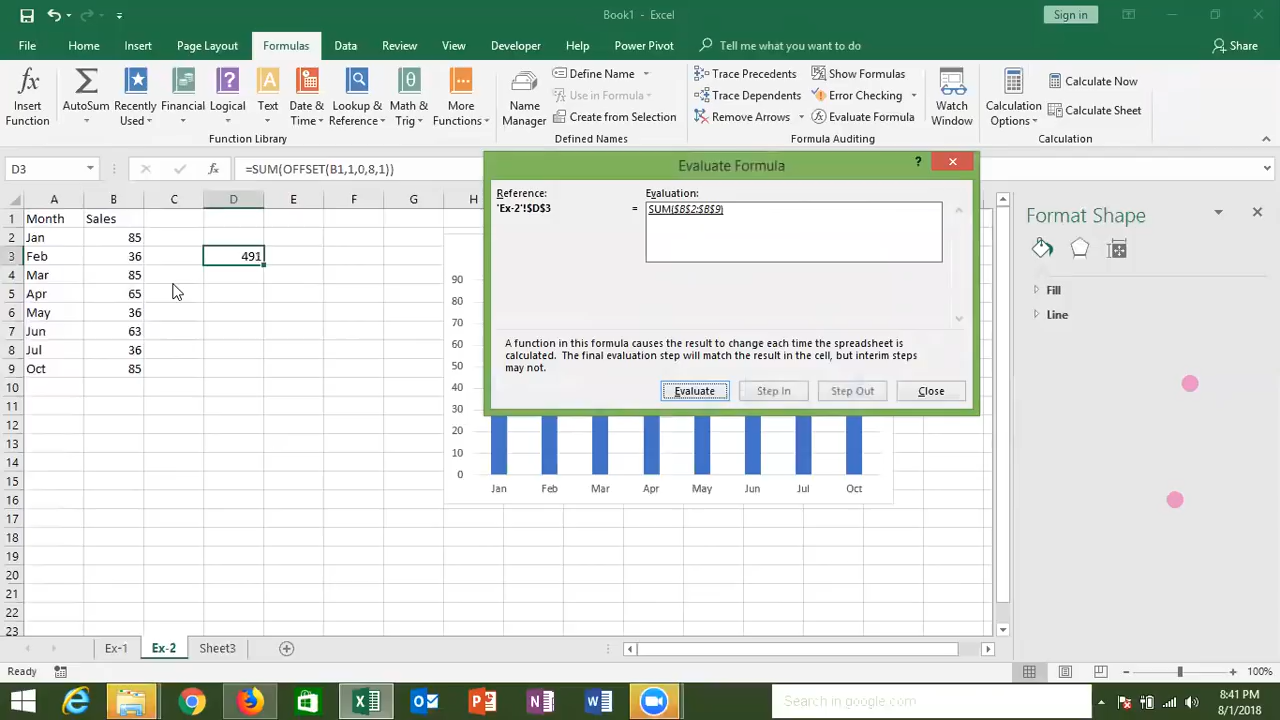 Book1 - Excel
Sign in
File Home Insert Page Layout Formulas Data Review View Developer Help Power Pivot Tell me what you want to do Share
Insert Function
AutoSum
Recently Used
Financial
Logical
Text
Date & Time
Lookup & Reference
Math & Trig
More Functions
Function Library
Name Manager
Define Name
Use in Formula
Create from Selection
Defined Names
Trace Precedents
Trace Dependents
Remove Arrows
Show Formulas
Error Checking
Evaluate Formula
Formula Auditing
Watch Window
Calculation Options
Calculate Now
Calculate Sheet
Calculation
D3 fx =SUM(OFFSET(B1,1,0,8,1))
A B C D E F G H
1 Month Sales
2 Jan 85
3 Feb 36 491
4 Mar 85
5 Apr 65
6 May 36
7 Jun 63
8 Jul 36
9 Oct 85
10
11
12
13
14
15
16
17
18
19
20
21
22
23
Evaluate Formula
?
Reference:
'Ex-2'!$D$3
=
Evaluation:
SUM($B$2:$B$9)
A function in this formula causes the result to change each time the spreadsheet is
calculated. The final evaluation step will match the result in the cell, but interim steps
may not.
Evaluate Step In Step Out Close
90
80
70
60
50
40
30
20
10
0
Jan Feb Mar Apr May Jun Jul Oct
Format Shape
Fill
Line
Ex-1 Ex-2 Sheet3
Ready
100%
Search in google.com
8:41 PM
8/1/2018